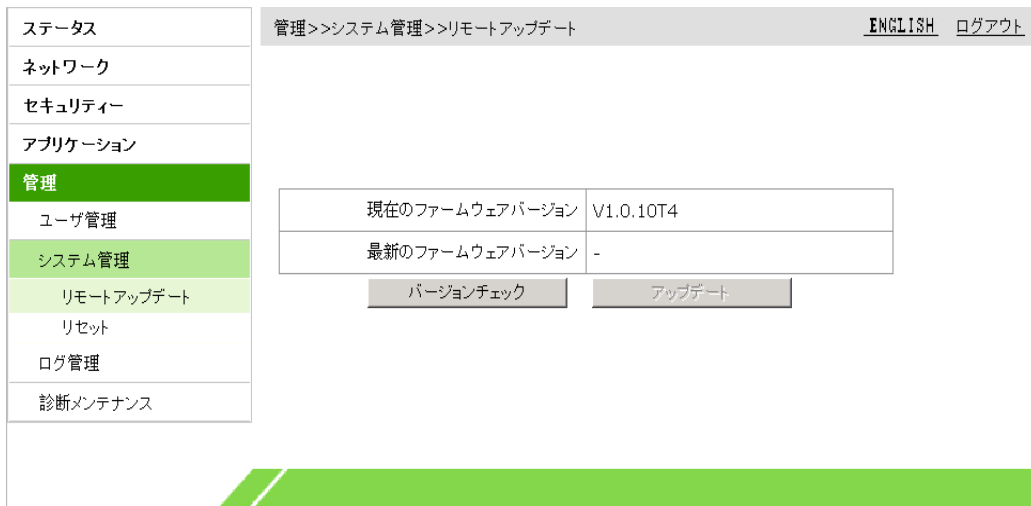 管理>>システム管理>>リモートアップデート
ENGLISH ログアウト
ステータス
ネットワーク
セキュリティー
アプリケーション
管理
ユーザ管理
システム管理
リモートアップデート
リセット
ログ管理
診断メンテナンス
現在のファームウェアバージョン V1.0.10T4
最新のファームウェアバージョン -
バージョンチェック アップデート